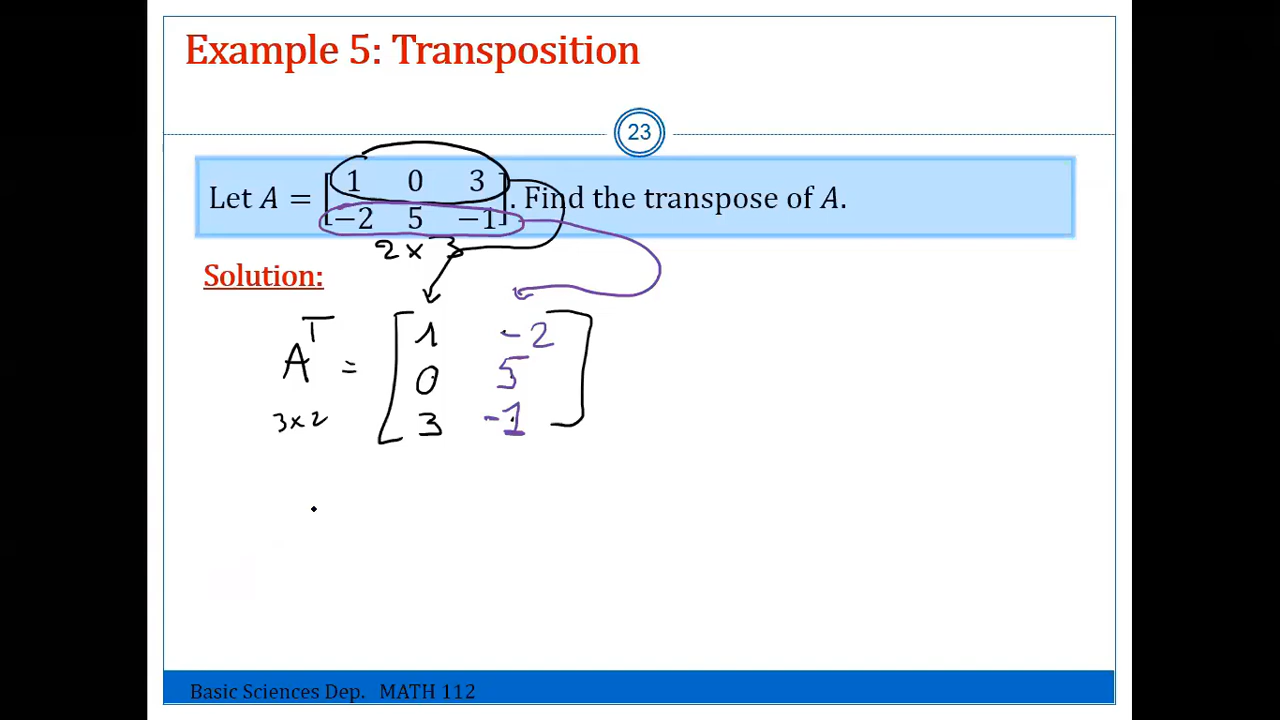 Example 5: Transposition
23
Let A = [1 0 3
−2 5 −1]. Find the transpose of A.
2 × 3
Solution:
A^T = [1 -2
0 5
3 -1]
3×2
Basic Sciences Dep. MATH 112